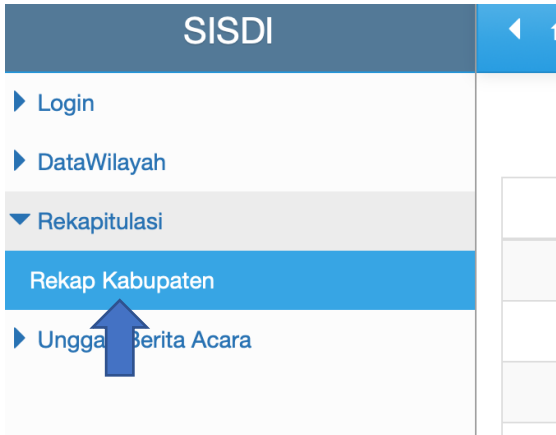 SISDI
Login
DataWilayah
Rekapitulasi
Rekap Kabupaten
Berita Acara